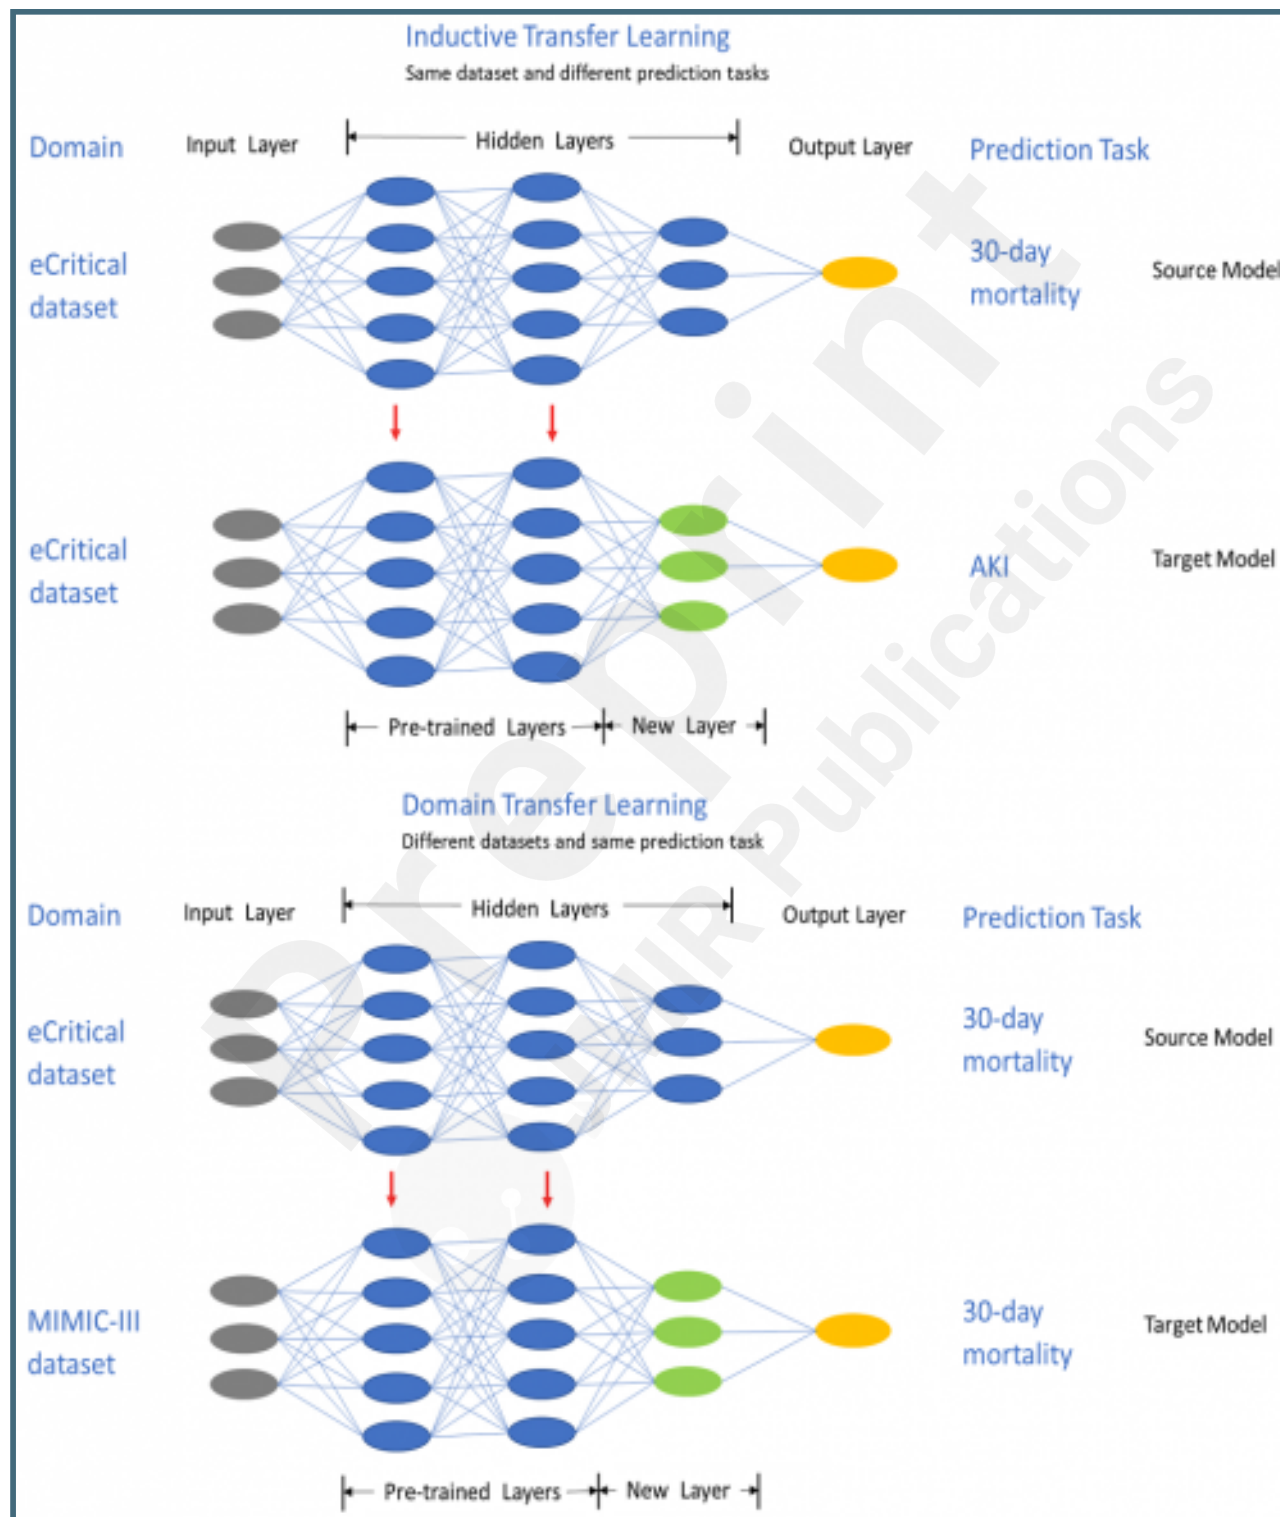 Inductive Transfer Learning
Same dataset and different prediction tasks
Domain Input Layer Hidden Layers Output Layer Prediction Task
eCritical
dataset
30-day
mortality
Source Model
eCritical
dataset
AKI
Target Model
Pre-trained Layers New Layer
Domain Transfer Learning
Different datasets and same prediction task
Domain Input Layer Hidden Layers Output Layer Prediction Task
eCritical
dataset
30-day
mortality
Source Model
MIMIC-III
dataset
30-day
mortality
Target Model
Pre-trained Layers New Layer
Preprint
JMIR Publications